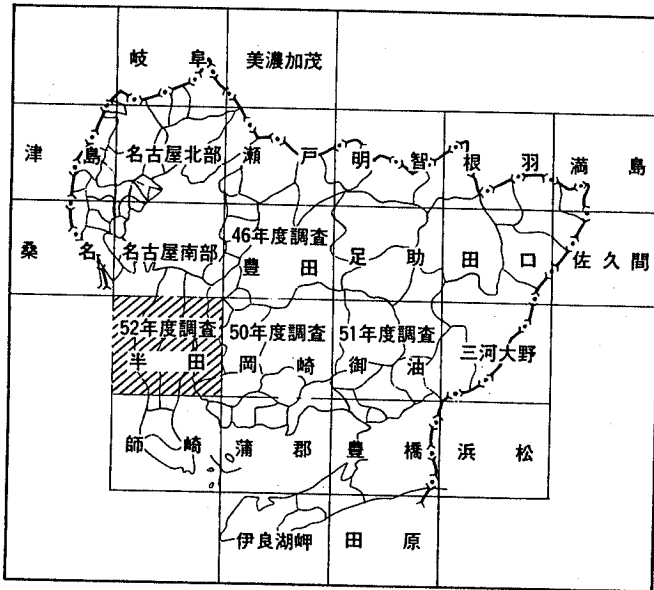 岐阜 美濃加茂
津島 名古屋北部 瀬戸 明智 根羽 満島
46年度調査
桑名 名古屋南部 豊田 足助 田口 佐久間
52年度調査 50年度調査 51年度調査
半田 岡崎 御油 三河大野
師崎 蒲郡 豊橋 浜松
伊良湖岬 田原